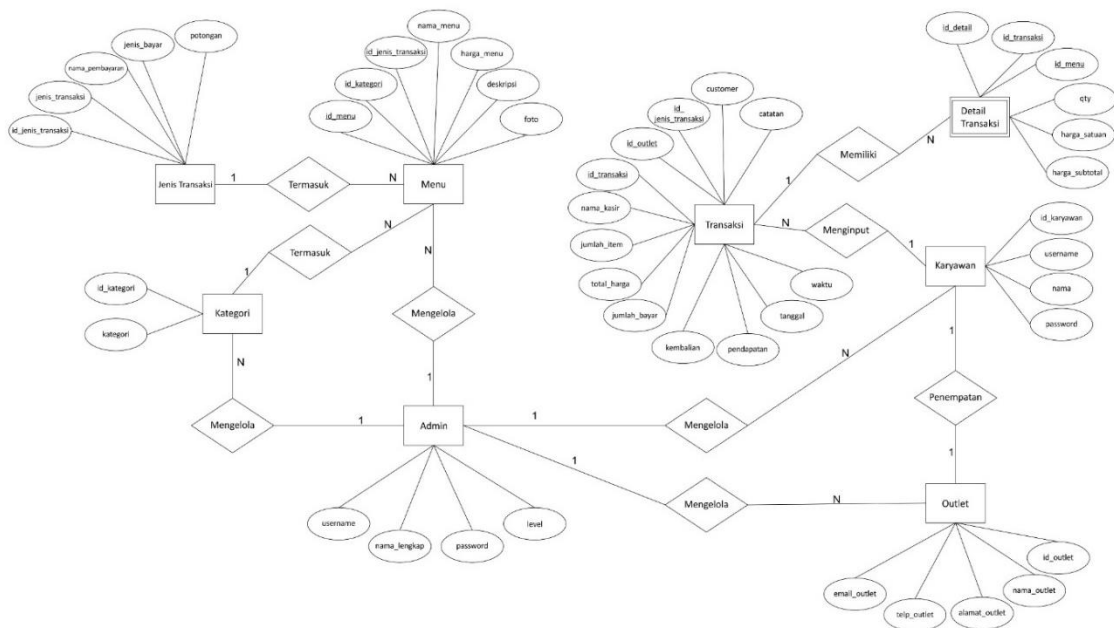 jenis_bayar
potongan
nama_pembayaran
jenis_transaksi
id_jenis_transaksi
Jenis Transaksi
1
Termasuk
N
nama_menu
id_jenis_transaksi
harga_menu
id_kategori
deskripsi
id_menu
foto
Menu
N
Termasuk
1
id_kategori
kategori
Kategori
N
Mengelola
1
N
Mengelola
1
Admin
username
nama_lengkap
password
level
customer
id_
jenis_transaksi
catatan
id_outlet
id_transaksi
nama_kasir
jumlah_item
total_harga
jumlah_bayar
kembalian
pendapatan
tanggal
waktu
Transaksi
1
Memiliki
N
N
Menginput
1
id_detail
id_transaksi
id_menu
Detail
Transaksi
qty
harga_satuan
harga_subtotal
Karyawan
id_karyawan
username
nama
password
1
Mengelola
N
1
Penempatan
1
1
Mengelola
N
Outlet
id_outlet
nama_outlet
alamat_outlet
telp_outlet
email_outlet